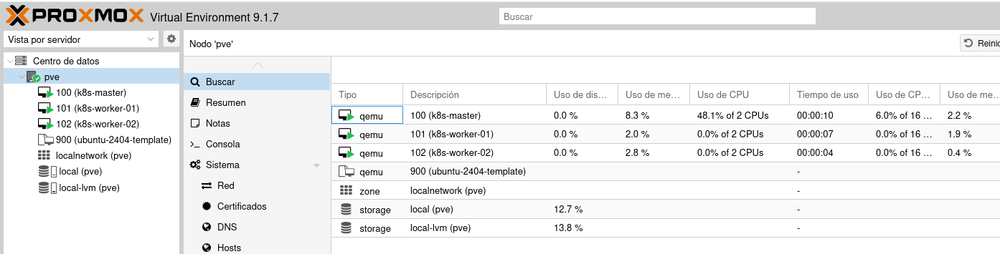 PROXMOX Virtual Environment 9.1.7
Buscar
Vista por servidor
Centro de datos
pve
100 (k8s-master)
101 (k8s-worker-01)
102 (k8s-worker-02)
900 (ubuntu-2404-template)
localnetwork (pve)
local (pve)
local-lvm (pve)
Nodo 'pve'
Reinic
Buscar
Resumen
Notas
Consola
Sistema
Red
Certificados
DNS
Hosts
Tipo Descripción Uso de dis... Uso de me... Uso de CPU Tiempo de uso Uso de CP... Uso de me...
qemu 100 (k8s-master) 0.0 % 8.3 % 48.1% of 2 CPUs 00:00:10 6.0% of 16 ... 2.2 %
qemu 101 (k8s-worker-01) 0.0 % 2.0 % 0.0% of 2 CPUs 00:00:07 0.0% of 16 ... 1.9 %
qemu 102 (k8s-worker-02) 0.0 % 2.8 % 0.0% of 2 CPUs 00:00:04 0.0% of 16 ... 0.4 %
qemu 900 (ubuntu-2404-template) -
zone localnetwork (pve) -
storage local (pve) 12.7 % -
storage local-lvm (pve) 13.8 % -